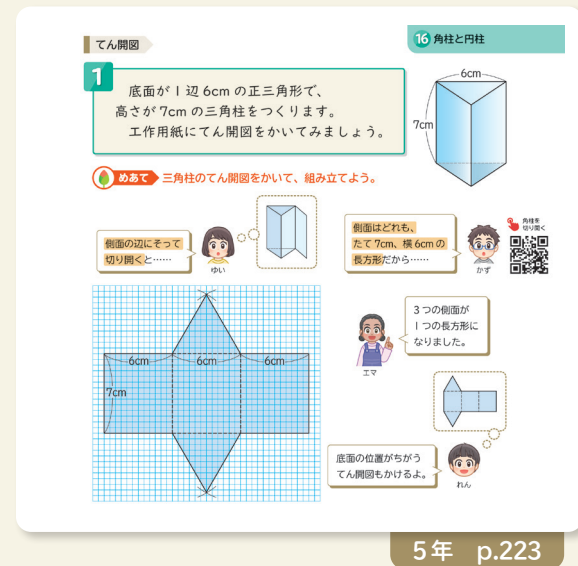 てん開図
16 角柱と円柱
1
底面が1辺6cmの正三角形で、
高さが7cmの三角柱をつくります。
工作用紙にてん開図をかいてみましょう。
6cm
7cm
めあて 三角柱のてん開図をかいて、組み立てよう。
側面の辺にそって
切り開くと……
ゆい
側面はどれも、
たて7cm、横6cmの
長方形だから……
かず
角柱を
切り開く
6cm 6cm 6cm
7cm
3つの側面が
1つの長方形に
なりました。
エマ
底面の位置がちがう
てん開図もかけるよ。
れん
5年 p.223